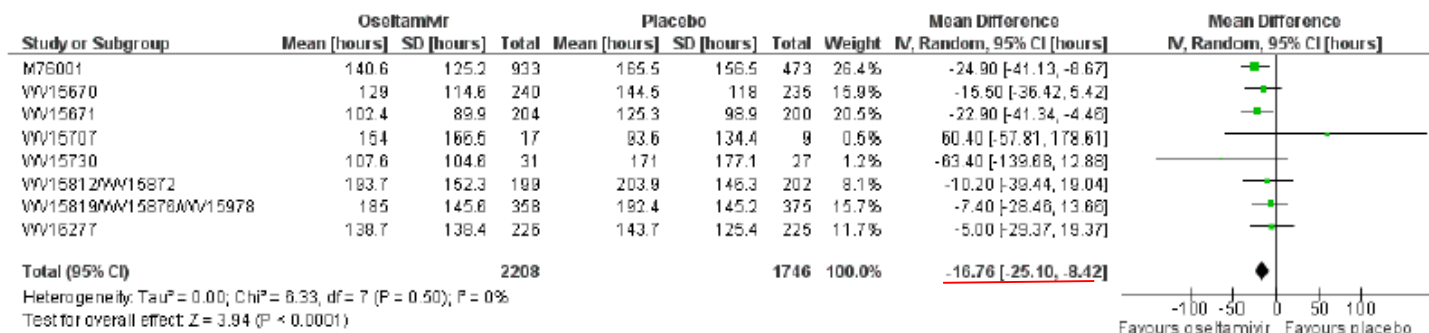 Oseltamivir Placebo Mean Difference Mean Difference
Study or Subgroup Mean [hours] SD [hours] Total Mean [hours] SD [hours] Total Weight IV, Random, 95% CI [hours] IV, Random, 95% CI [hours]
M76001 140.6 125.2 933 165.5 156.5 473 26.4% -24.90 [-41.13, -8.67]
WV15670 129 114.6 240 144.5 118 235 15.9% -15.50 [-36.42, 5.42]
WV15671 102.4 89.9 204 125.3 98.9 200 20.5% -22.90 [-41.34, -4.46]
WV15707 154 166.5 17 93.6 134.4 9 0.5% 60.40 [-57.81, 178.61]
WV15730 107.6 104.6 31 171 177.1 27 1.2% -63.40 [-139.68, 12.88]
WV15812/WV15872 193.7 152.3 199 203.9 146.3 202 8.1% -10.20 [-39.44, 19.04]
WV15819/WV15876/WV15978 185 145.6 358 192.4 145.2 375 15.7% -7.40 [-28.46, 13.66]
WV16277 138.7 138.4 226 143.7 125.4 225 11.7% -5.00 [-29.37, 19.37]
Total (95% CI) 2208 1746 100.0% -16.76 [-25.10, -8.42]
Heterogeneity: Tau² = 0.00; Chi² = 6.33, df = 7 (P = 0.50); I² = 0%
Test for overall effect: Z = 3.94 (P < 0.0001)
-100 -50 0 50 100
Favours oseltamivir Favours placebo